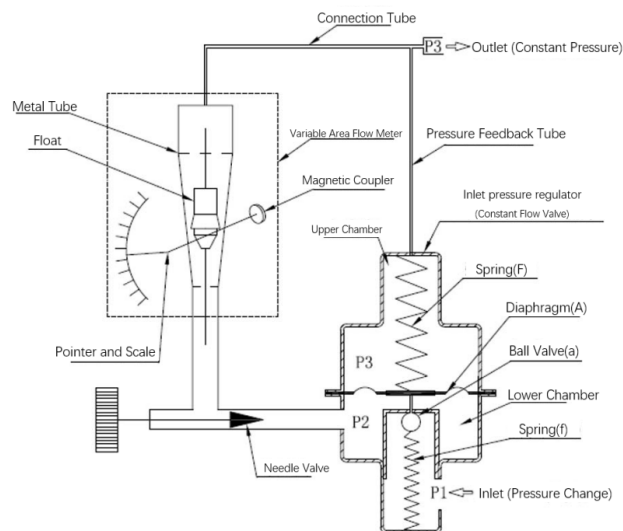 Connection Tube
P3
Outlet (Constant Pressure)
Metal Tube
Variable Area Flow Meter
Pressure Feedback Tube
Float
Magnetic Coupler
Inlet pressure regulator
(Constant Flow Valve)
Upper Chamber
Spring(F)
Diaphragm(A)
Pointer and Scale
P3
Ball Valve(a)
Lower Chamber
P2
Spring(f)
Needle Valve
P1
Inlet (Pressure Change)